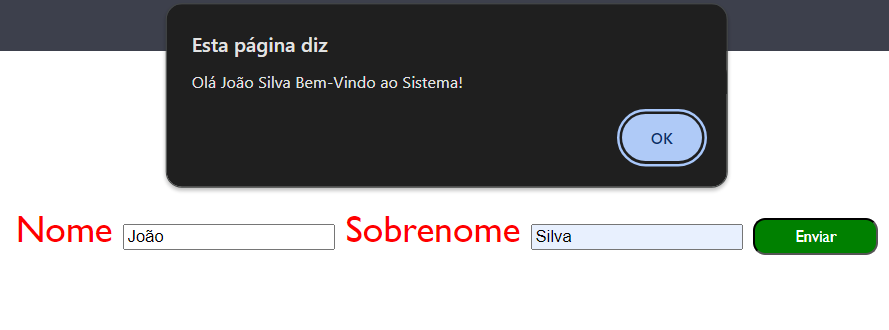 Esta página diz
Olá João Silva Bem-Vindo ao Sistema!
OK
Nome João Sobrenome Silva Enviar